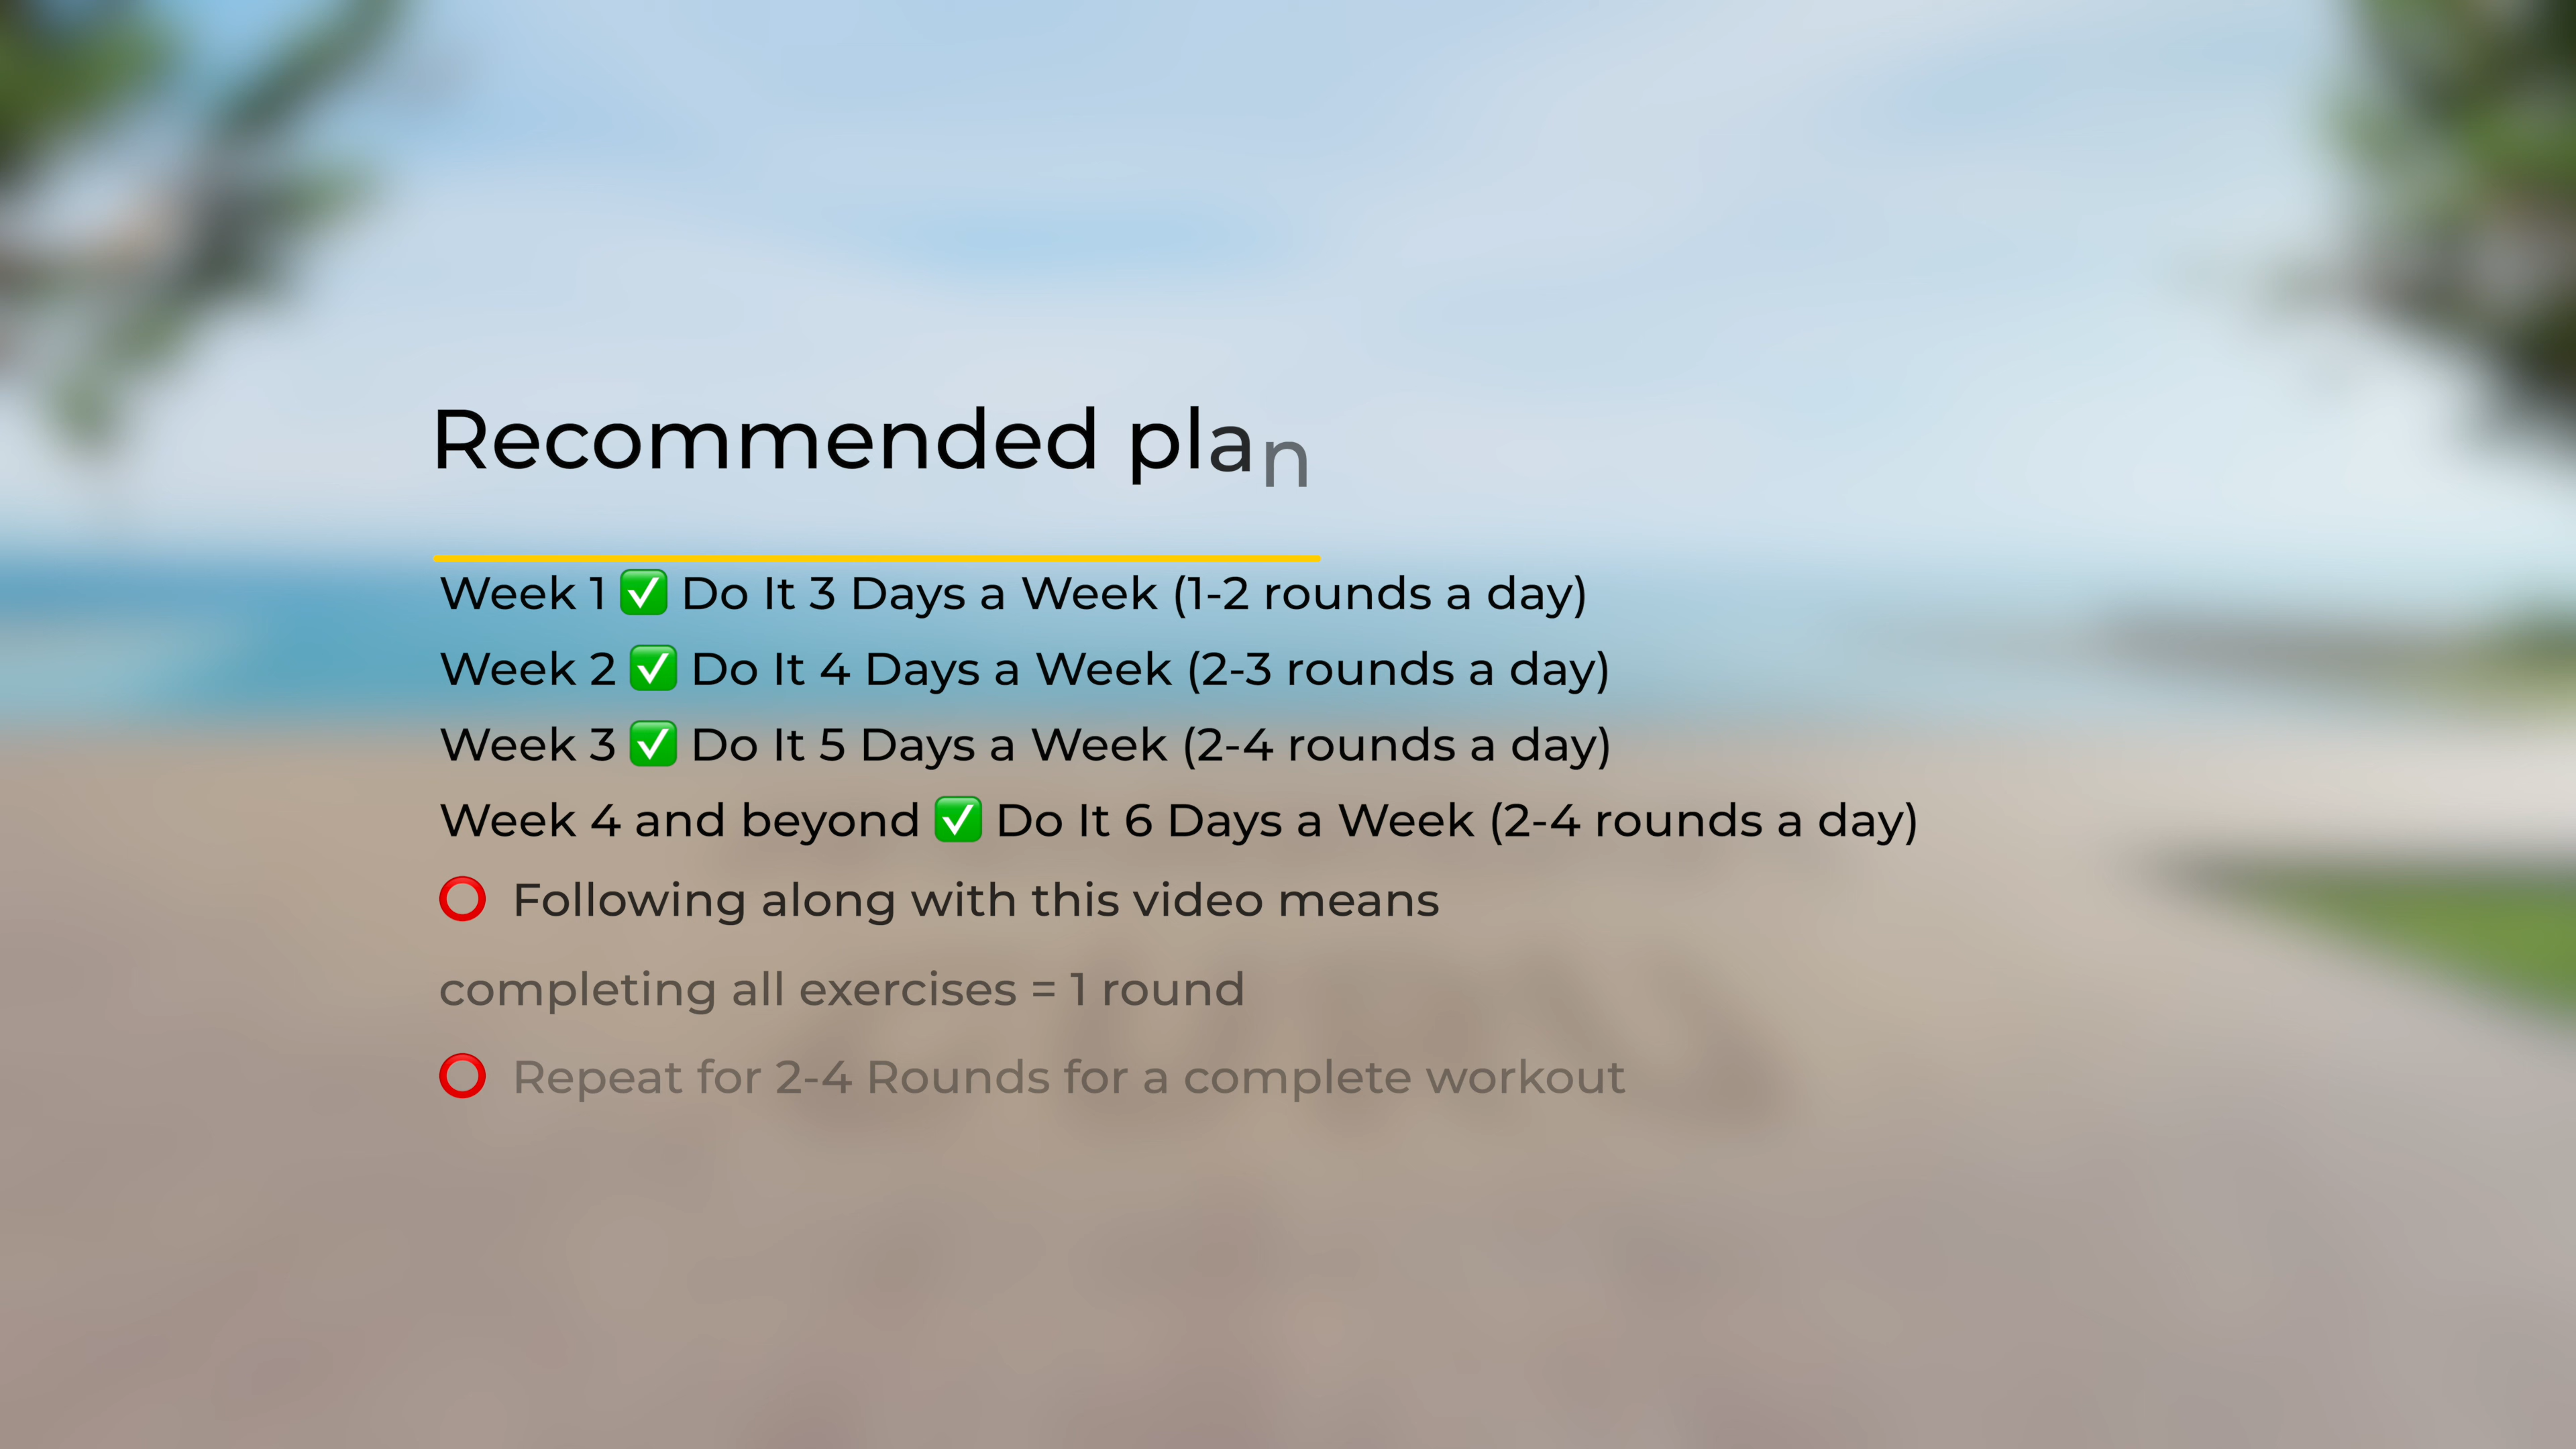 Recommended plan
Week 1 ✅ Do It 3 Days a Week (1-2 rounds a day)
Week 2 ✅ Do It 4 Days a Week (2-3 rounds a day)
Week 3 ✅ Do It 5 Days a Week (2-4 rounds a day)
Week 4 and beyond ✅ Do It 6 Days a Week (2-4 rounds a day)
⭕ Following along with this video means
completing all exercises = 1 round
⭕ Repeat for 2-4 Rounds for a complete workout